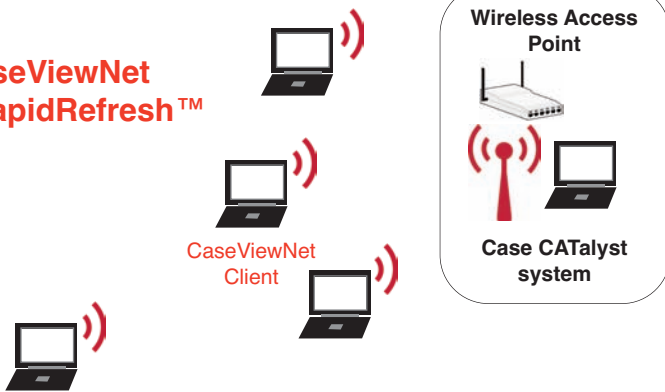 seViewNet
apidRefresh™
CaseViewNet
Client
Wireless Access
Point
Case CATalyst
system